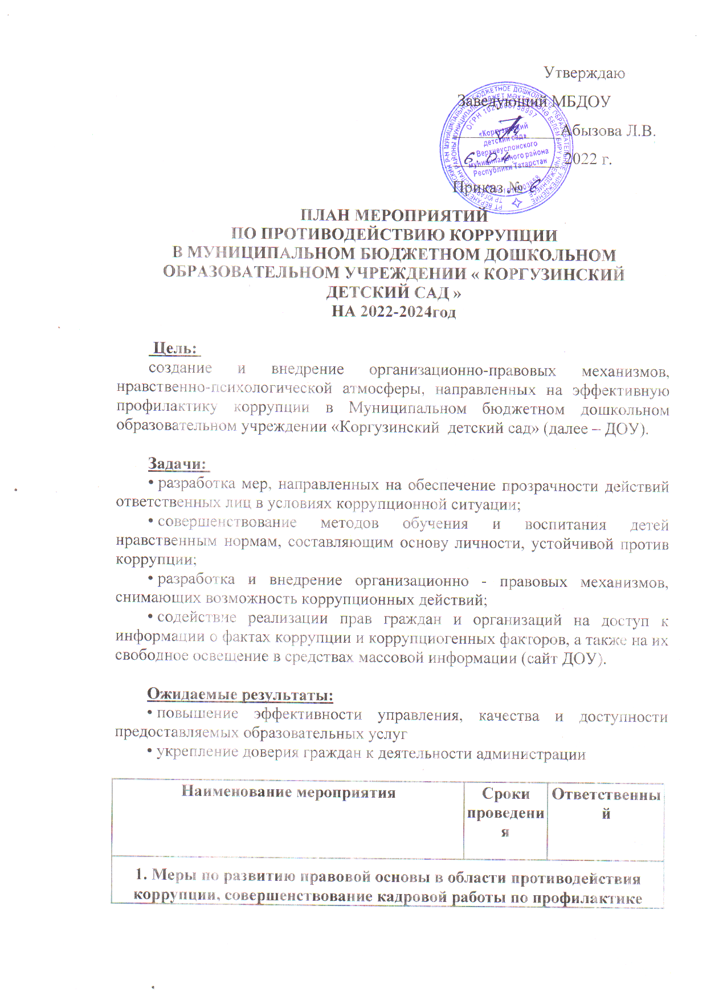 Утверждаю
Заведующий МБДОУ
Абызова Л.В.
6.04. 2022 г.
Приказ № 6
«Коргузинский
детский сад»
Верхнеуслонского
муниципального района
Республики Татарстан
ПЛАН МЕРОПРИЯТИЙ
ПО ПРОТИВОДЕЙСТВИЮ КОРРУПЦИИ
В МУНИЦИПАЛЬНОМ БЮДЖЕТНОМ ДОШКОЛЬНОМ
ОБРАЗОВАТЕЛЬНОМ УЧРЕЖДЕНИИ « КОРГУЗИНСКИЙ
ДЕТСКИЙ САД »
НА 2022-2024год
Цель:
создание и внедрение организационно-правовых механизмов,
нравственно-психологической атмосферы, направленных на эффективную
профилактику коррупции в Муниципальном бюджетном дошкольном
образовательном учреждении «Коргузинский детский сад» (далее – ДОУ).
Задачи:
• разработка мер, направленных на обеспечение прозрачности действий
ответственных лиц в условиях коррупционной ситуации;
• совершенствование методов обучения и воспитания детей
нравственным нормам, составляющим основу личности, устойчивой против
коррупции;
• разработка и внедрение организационно - правовых механизмов,
снимающих возможность коррупционных действий;
• содействие реализации прав граждан и организаций на доступ к
информации о фактах коррупции и коррупциогенных факторов, а также на их
свободное освещение в средствах массовой информации (сайт ДОУ).
Ожидаемые результаты:
• повышение эффективности управления, качества и доступности
предоставляемых образовательных услуг
• укрепление доверия граждан к деятельности администрации
Наименование мероприятия
Сроки
проведени
я
Ответственны
й
1. Меры по развитию правовой основы в области противодействия
коррупции, совершенствование кадровой работы по профилактике